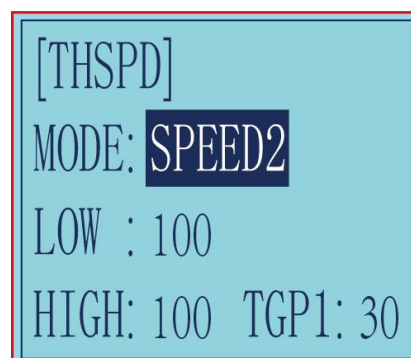 [THSPD]
MODE: SPEED2
LOW : 100
HIGH: 100 TGP1: 30